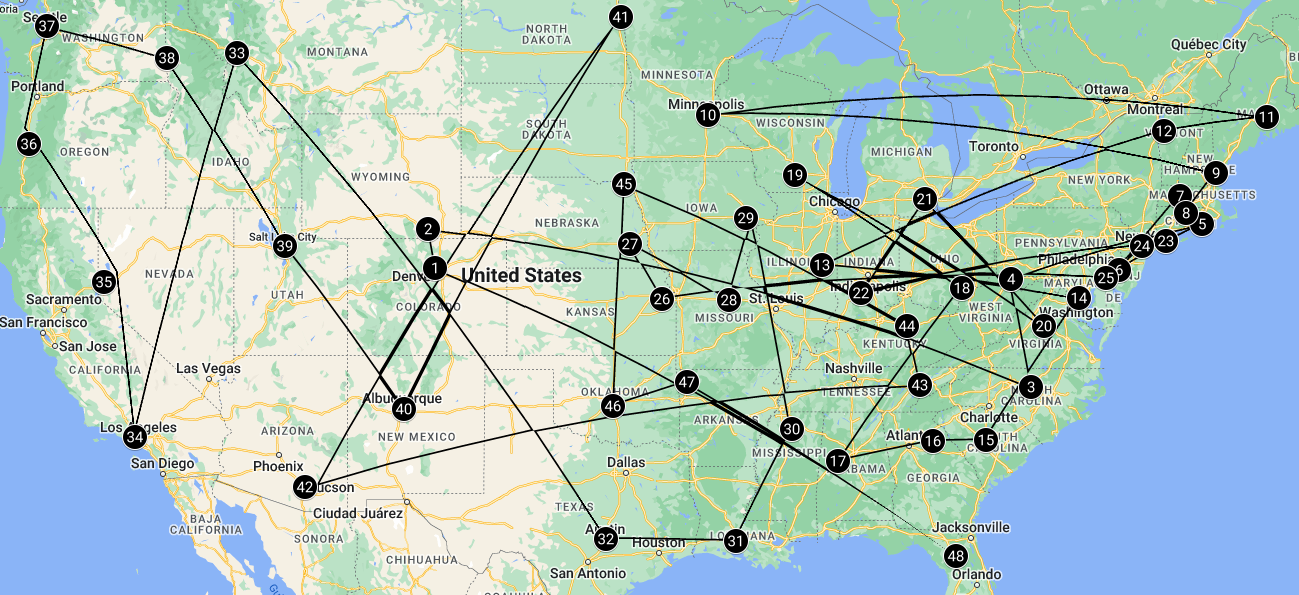 41
37
Seattle
WASHINGTON
38
33
MONTANA
NORTH
DAKOTA
Québec City
MINNESOTA
Portland
Ottawa
Montreal
Minneapolis
10
11
SOUTH
DAKOTA
WISCONSIN
12
VERMONT
36
OREGON
MICHIGAN
Toronto
IDAHO
NEW
HAMPSHIRE
9
WYOMING
45
19
NEW YORK
MASSACHUSETTS
7
Chicago
21
8
IOWA
29
5
NEBRASKA
2
Salt Lake City
39
27
PENNSYLVANIA
24
23
United States
1
Denver
ILLINOIS
13
INDIANA
OHIO
Philadelphia
6
NEVADA
35
4
25
Sacramento
UTAH
COLORADO
KANSAS
26
28
St. Louis
MISSOURI
22
Indianapolis
18
MARYLAND
DE
14
WEST
VIRGINIA
Washington
San Francisco
San Jose
44
KENTUCKY
20
VIRGINIA
CALIFORNIA
Las Vegas
Nashville
47
43
TENNESSEE
3
NORTH
CAROLINA
OKLAHOMA
46
Albuquerque
40
ARKANSAS
Charlotte
Los Angeles
34
ARIZONA
NEW MEXICO
30
Atlanta
16
15
SOUTH
CAROLINA
MISSISSIPPI
17
ALABAMA
San Diego
Phoenix
Dallas
GEORGIA
42
Tucson
Ciudad Juárez
TEXAS
BAJA
CALIFORNIA
SONORA
Austin
32
Houston
31
LOUISIANA
Jacksonville
48
CHIHUAHUA
San Antonio
Orlando